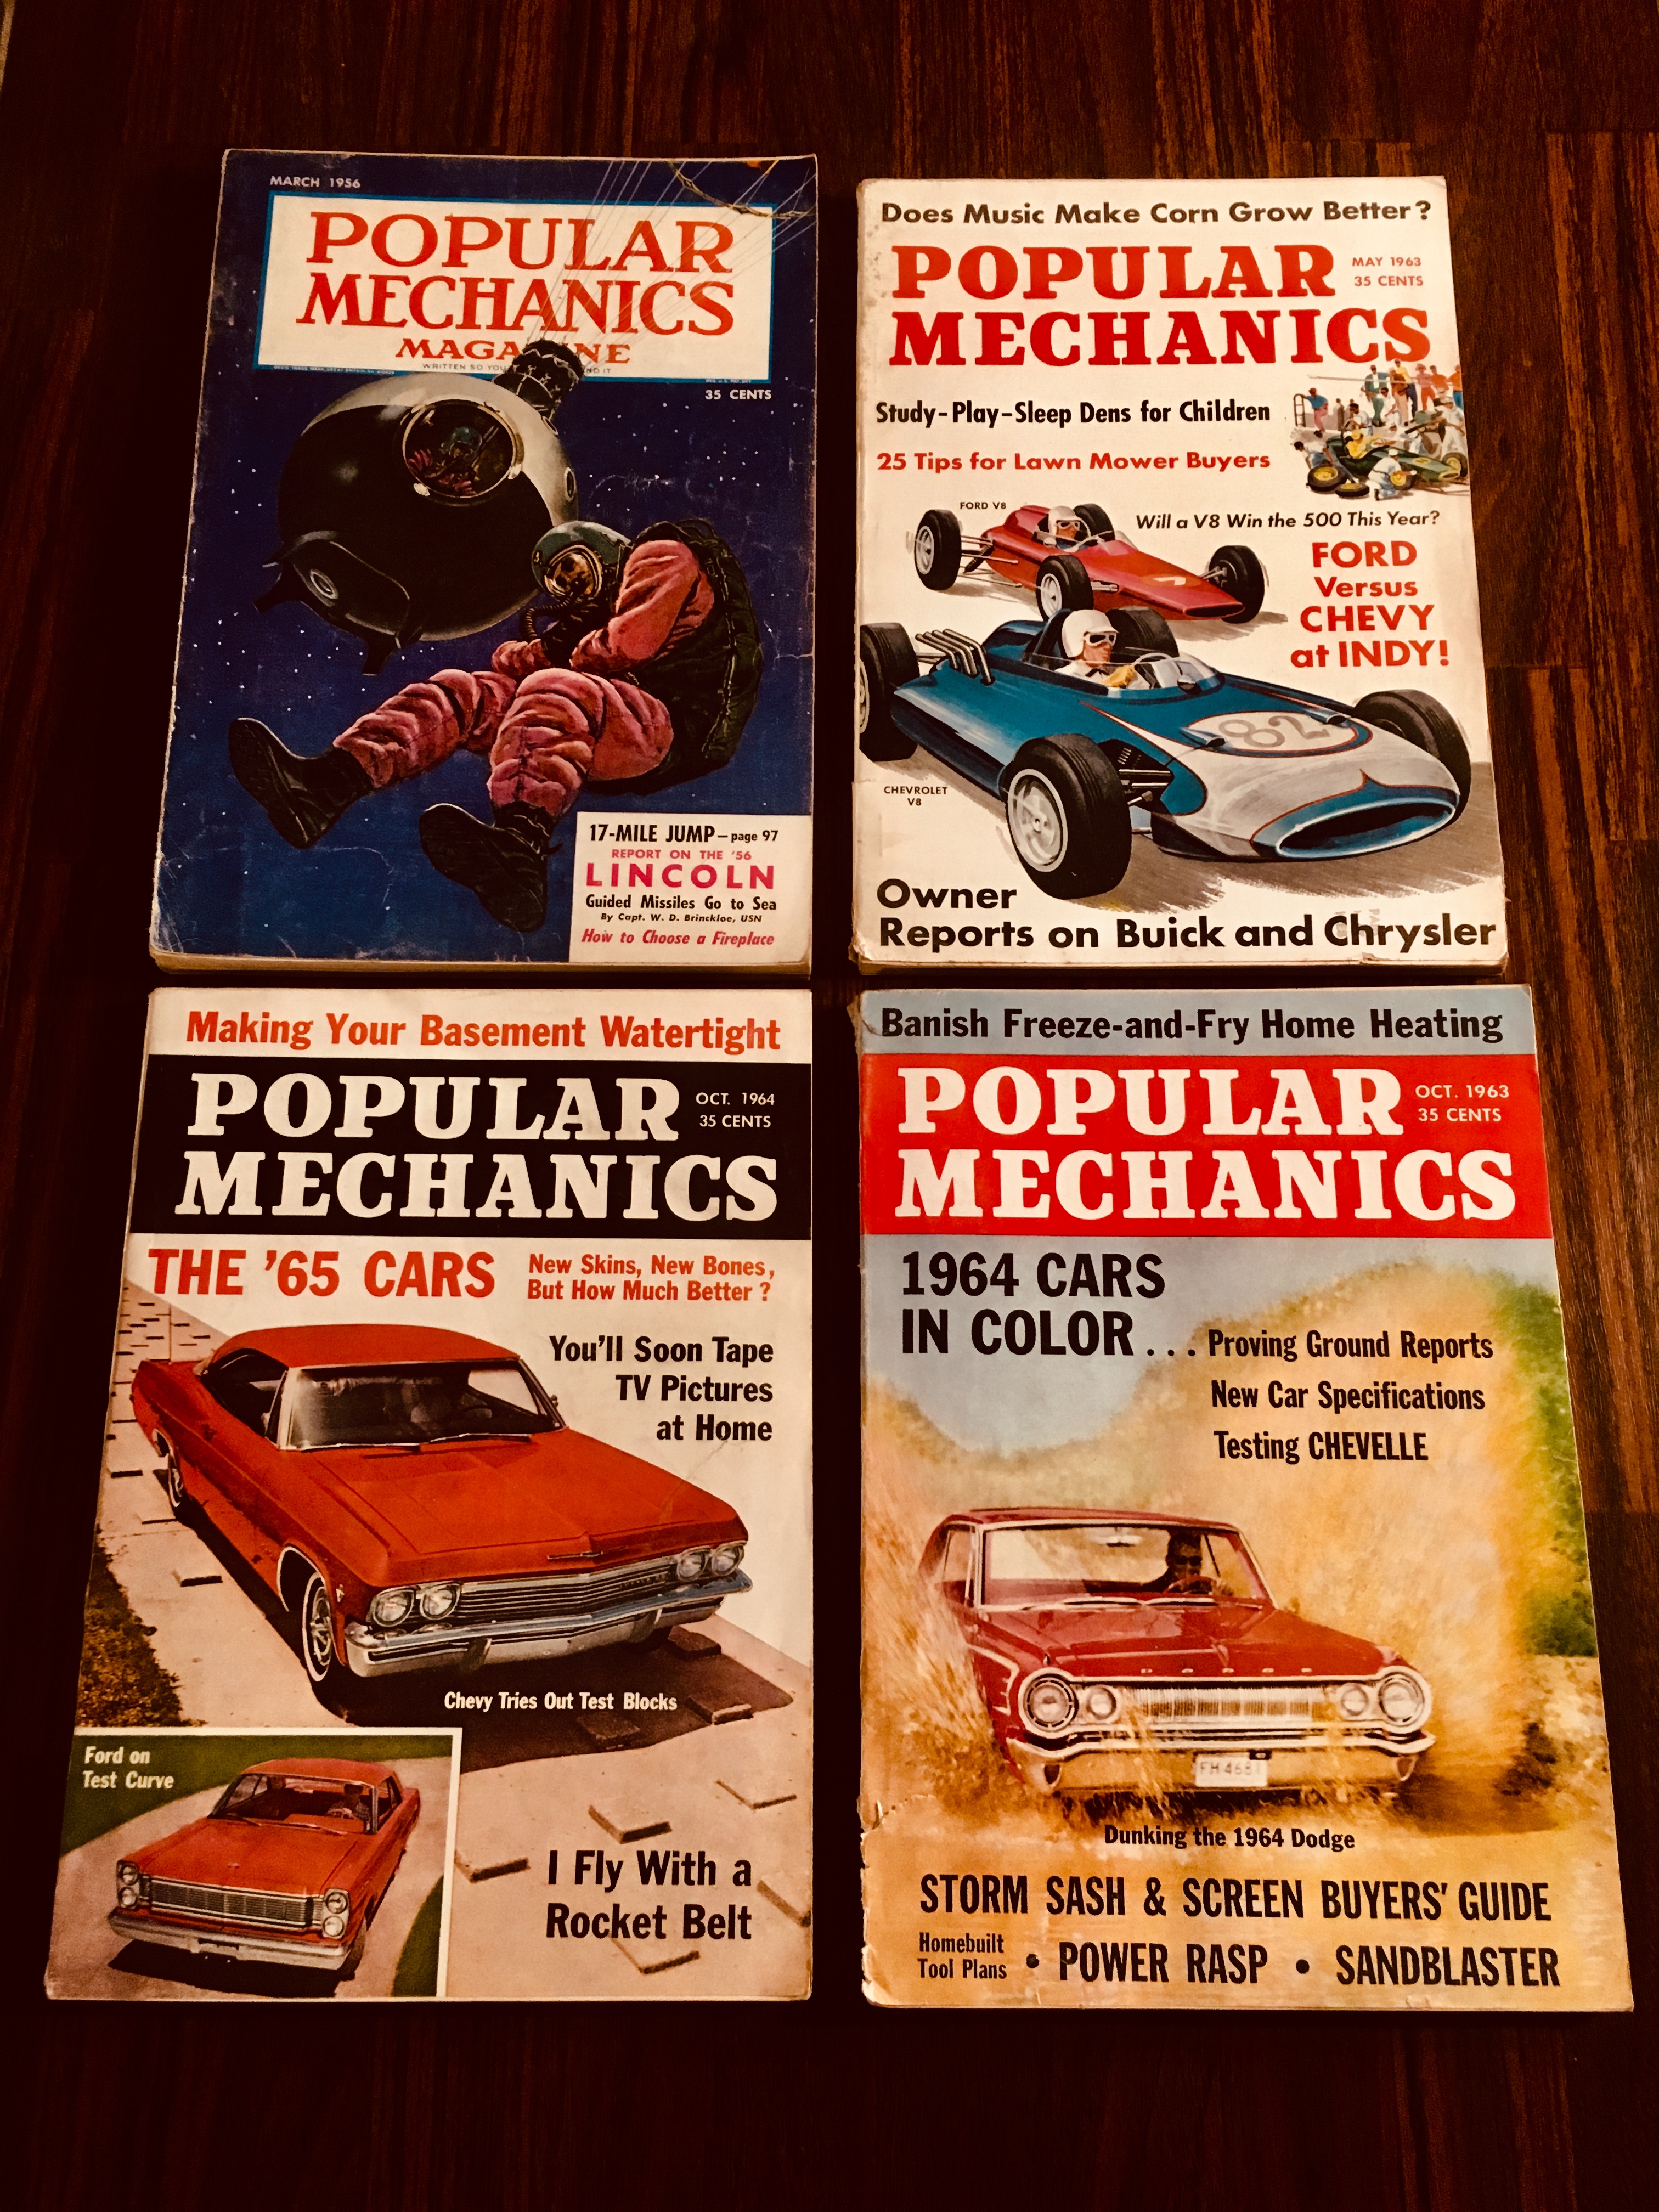 MARCH 1956
POPULAR
MECHANICS
MAGA NE
WRITTEN SO YOU ND IT
35 CENTS
17-MILE JUMP – page 97
REPORT ON THE '56
LINCOLN
Guided Missiles Go to Sea
By Capt. W. D. Brinckloe, USN
How to Choose a Fireplace
Does Music Make Corn Grow Better?
POPULAR
MECHANICS
MAY 1963
35 CENTS
Study-Play-Sleep Dens for Children
25 Tips for Lawn Mower Buyers
FORD V8
Will a V8 Win the 500 This Year?
FORD
Versus
CHEVY
at INDY!
82
CHEVROLET
V8
Owner
Reports on Buick and Chrysler
Making Your Basement Watertight
POPULAR
MECHANICS
OCT. 1964
35 CENTS
THE '65 CARS
New Skins, New Bones,
But How Much Better ?
You'll Soon Tape
TV Pictures
at Home
Chevy Tries Out Test Blocks
Ford on
Test Curve
I Fly With a
Rocket Belt
Banish Freeze-and-Fry Home Heating
POPULAR
MECHANICS
OCT. 1963
35 CENTS
1964 CARS
IN COLOR . . . Proving Ground Reports
New Car Specifications
Testing CHEVELLE
DODGE
Dunking the 1964 Dodge
STORM SASH & SCREEN BUYERS' GUIDE
Homebuilt
Tool Plans • POWER RASP • SANDBLASTER